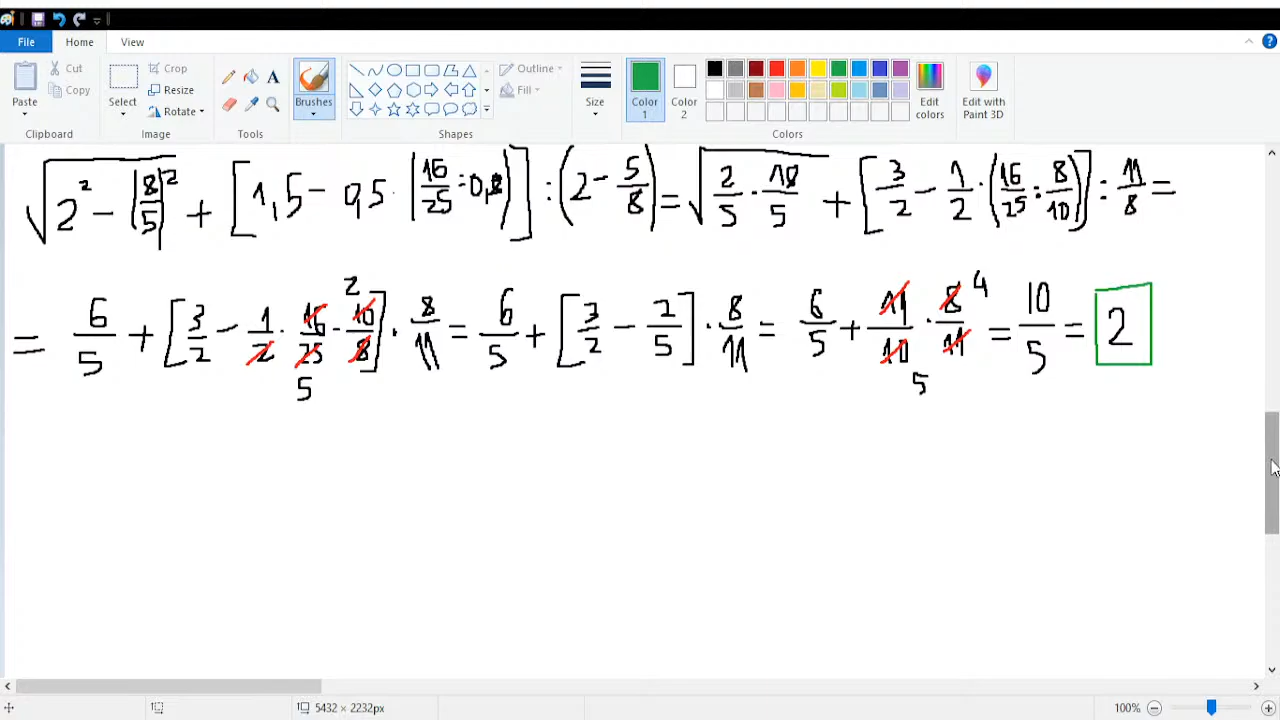 File Home View
Paste Cut Copy Select Crop Resize Rotate A Brushes Outline Fill Size Color 1 Color 2 Edit colors Edit with Paint 3D
Clipboard Image Tools Shapes Colors
√(2² - (8/5)²) + [1,5 - 0,5 · (16/25 : 0,8)] : (2 - 5/8) = √(2/5 · 18/5) + [3/2 - 1/2 · (16/25 : 8/10)] : 11/8 =
= 6/5 + [3/2 - 1/2 · 16/25 · 10/8] · 8/11 = 6/5 + [3/2 - 2/5] · 8/11 = 6/5 + 11/10 · 8/11 = 10/5 = 2
2 5 4 5
5432 × 2232px 100%